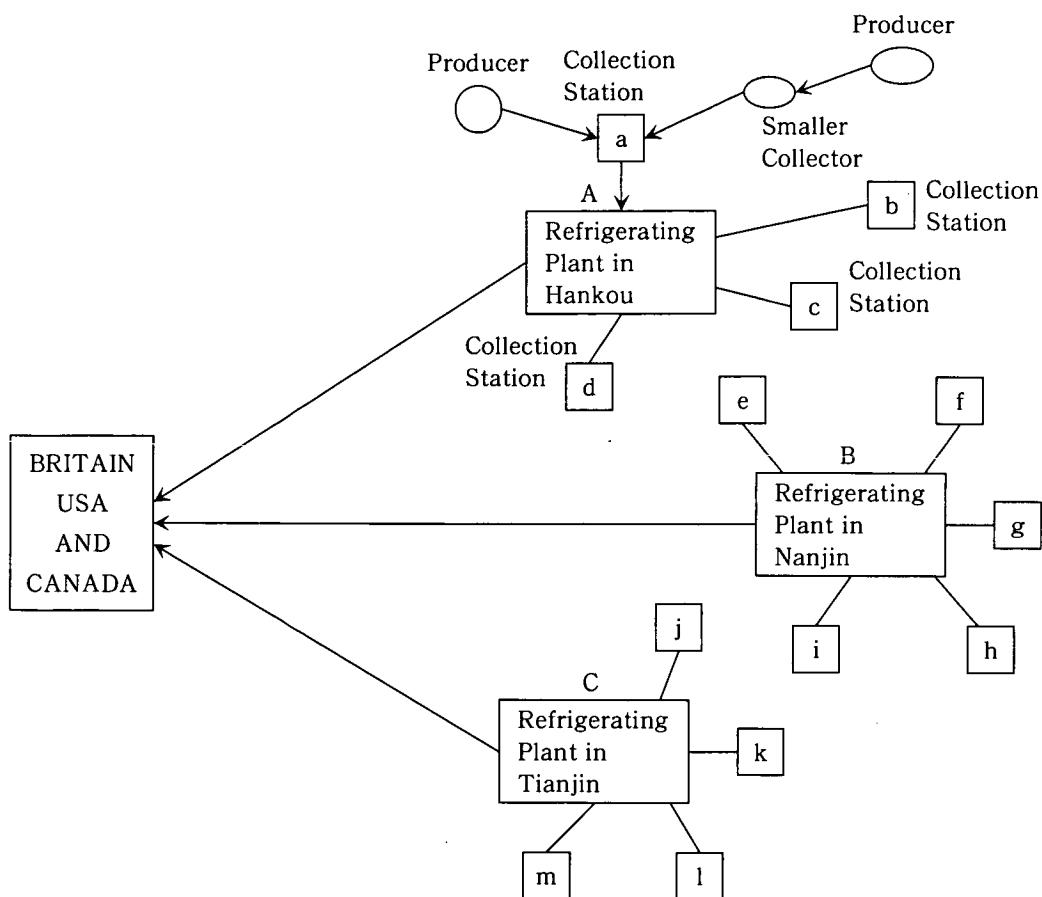 Producer
Producer
Collection
Station
a
Smaller
Collector
A
b
Collection
Station
Refrigerating
Plant in
Hankou
c
Collection
Station
Collection
Station
d
e
f
B
BRITAIN
USA
AND
CANADA
Refrigerating
Plant in
Nanjin
g
i
h
j
C
Refrigerating
Plant in
Tianjin
k
m
l